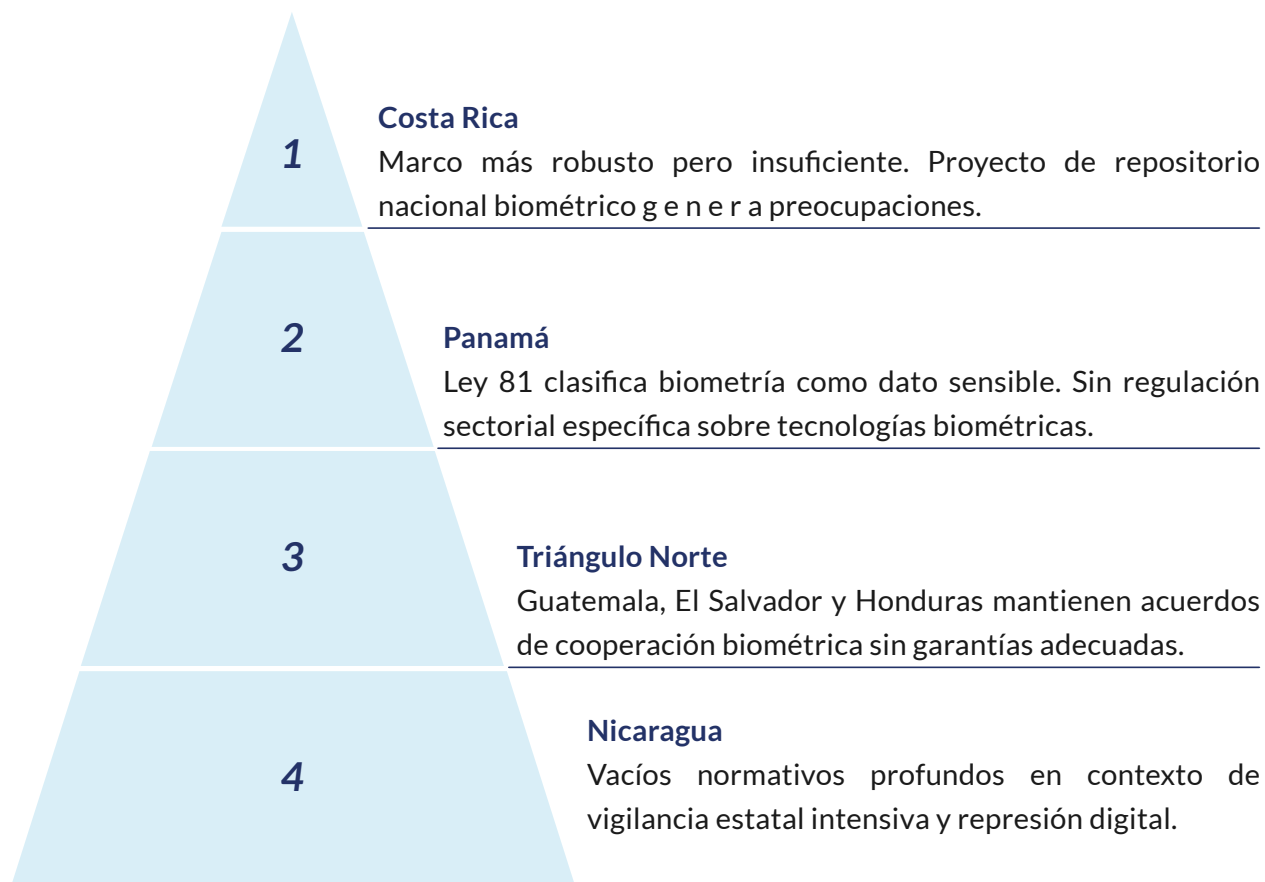 1
Costa Rica
Marco más robusto pero insuficiente. Proyecto de repositorio
nacional biométrico g e n e r a preocupaciones.
2
Panamá
Ley 81 clasifica biometría como dato sensible. Sin regulación
sectorial específica sobre tecnologías biométricas.
3
Triángulo Norte
Guatemala, El Salvador y Honduras mantienen acuerdos
de cooperación biométrica sin garantías adecuadas.
4
Nicaragua
Vacíos normativos profundos en contexto de
vigilancia estatal intensiva y represión digital.